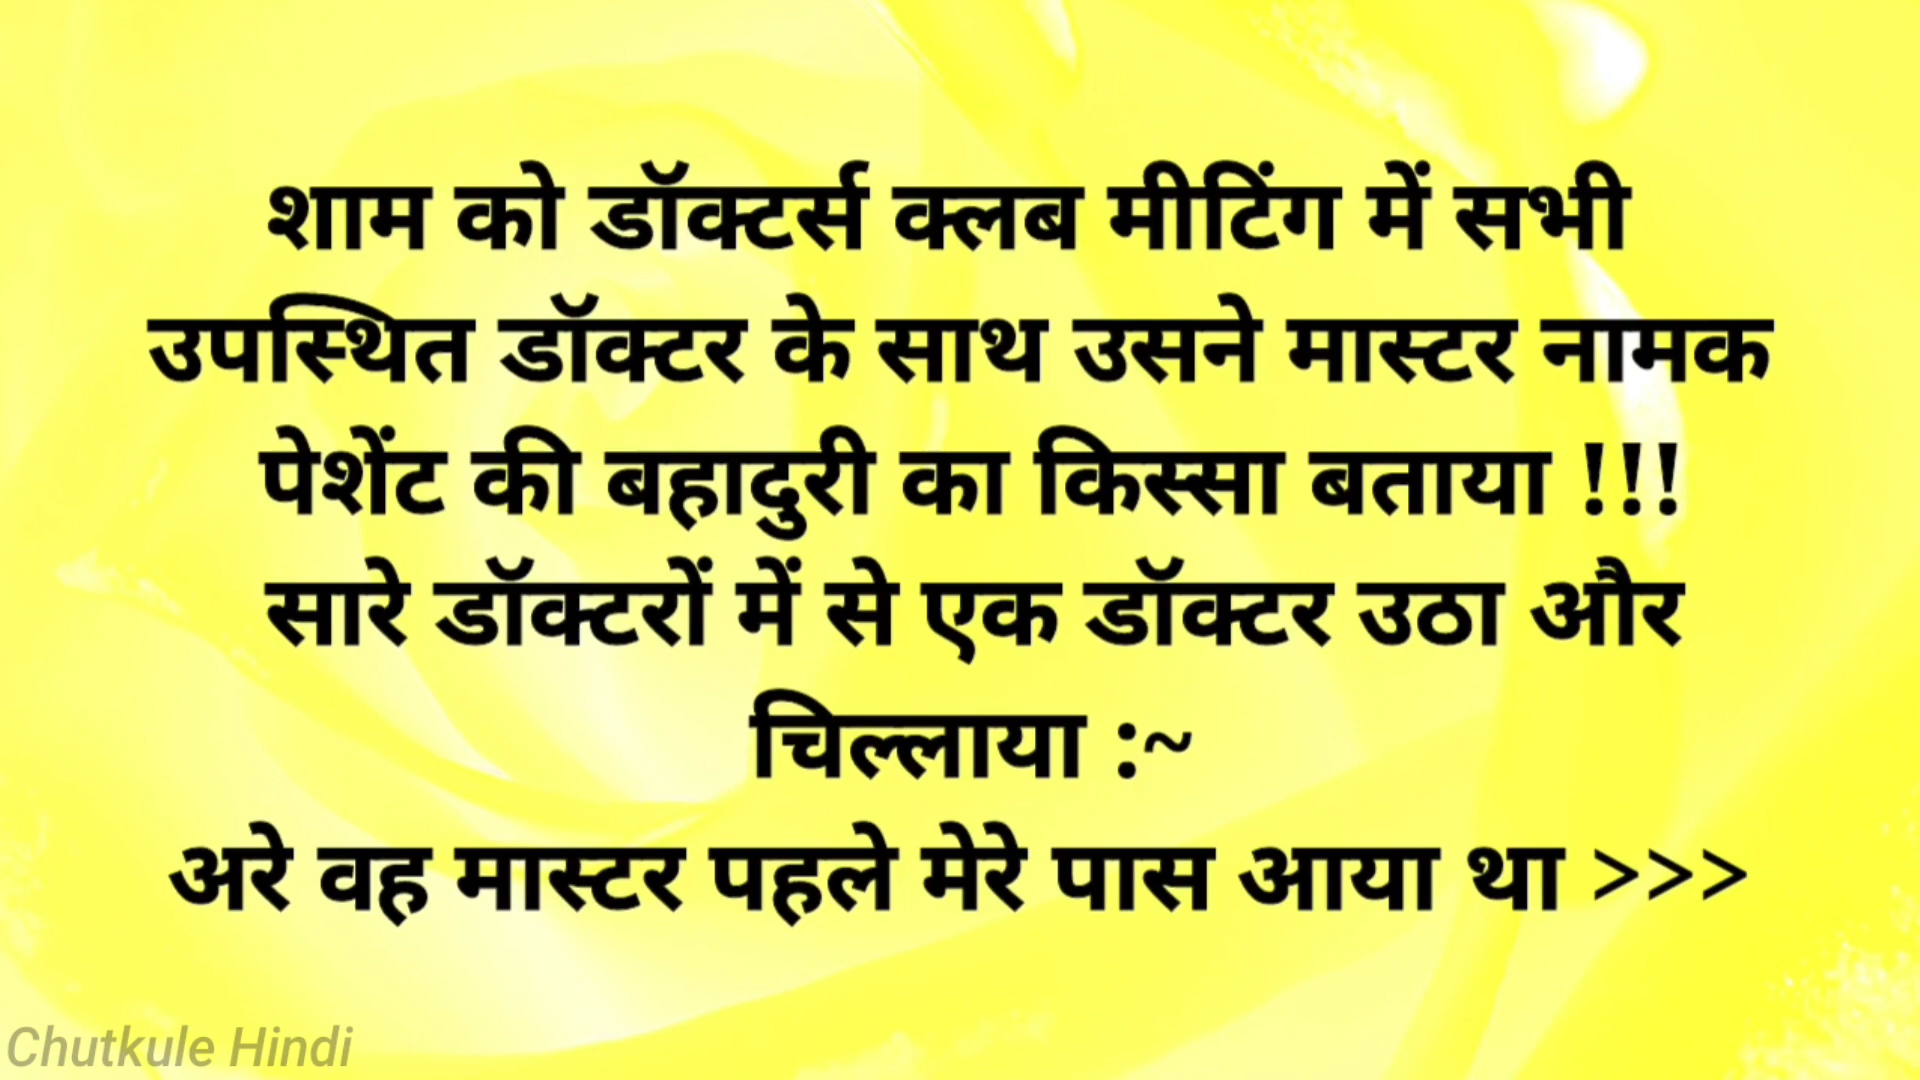 शाम को डॉक्टर्स क्लब मीटिंग में सभी
उपस्थित डॉक्टर के साथ उसने मास्टर नामक
पेशेंट की बहादुरी का किस्सा बताया !!!
सारे डॉक्टरों में से एक डॉक्टर उठा और
चिल्लाया :~
अरे वह मास्टर पहले मेरे पास आया था >>>
Chutkule Hindi